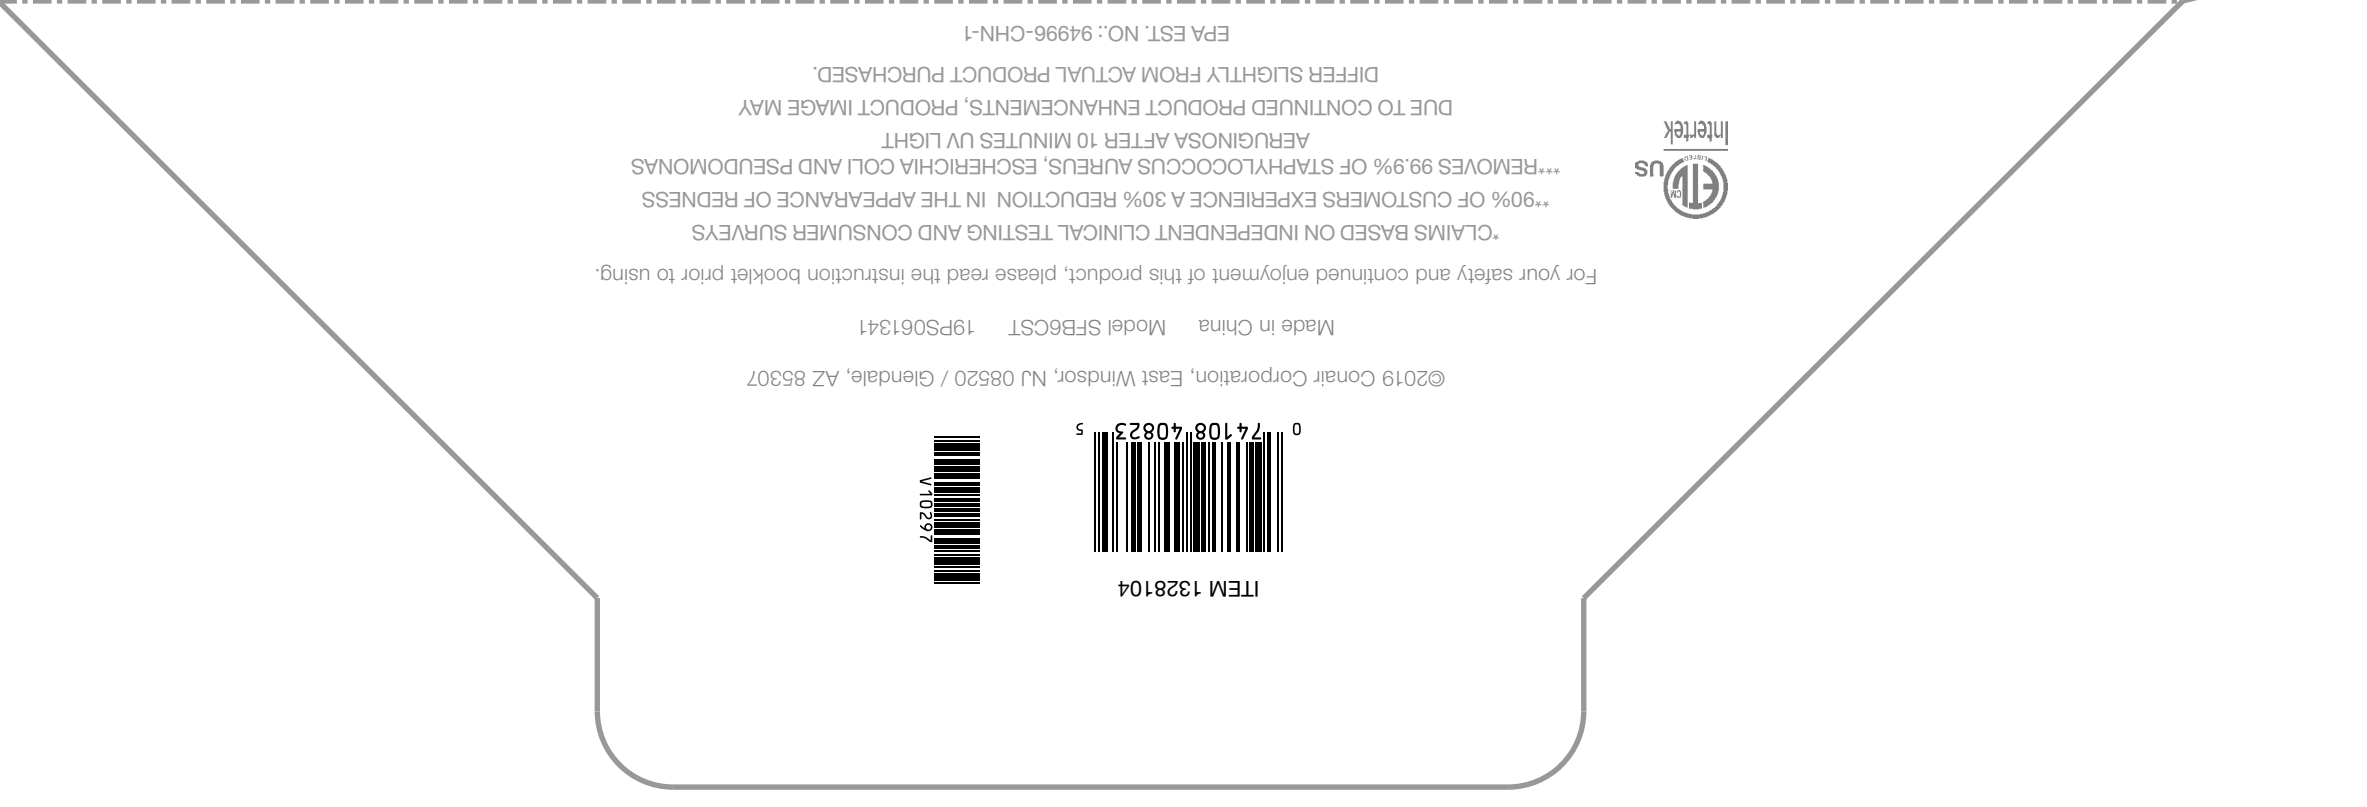 ITEM 1328104
0 74108 40823 5
V10297
©2019 Conair Corporation, East Windsor, NJ 08520 / Glendale, AZ 85307
Made in China Model SFB6CST 19PS061341
For your safety and continued enjoyment of this product, please read the instruction booklet prior to using.
*CLAIMS BASED ON INDEPENDENT CLINICAL TESTING AND CONSUMER SURVEYS
**90% OF CUSTOMERS EXPERIENCE A 30% REDUCTION IN THE APPEARANCE OF REDNESS
***REMOVES 99.9% OF STAPHYLOCOCCUS AUREUS, ESCHERICHIA COLI AND PSEUDOMONAS
AERUGINOSA AFTER 10 MINUTES UV LIGHT
DUE TO CONTINUED PRODUCT ENHANCEMENTS, PRODUCT IMAGE MAY
DIFFER SLIGHTLY FROM ACTUAL PRODUCT PURCHASED.
EPA EST. NO.: 94996-CHN-1
ETL CM
LISTED
US
Intertek